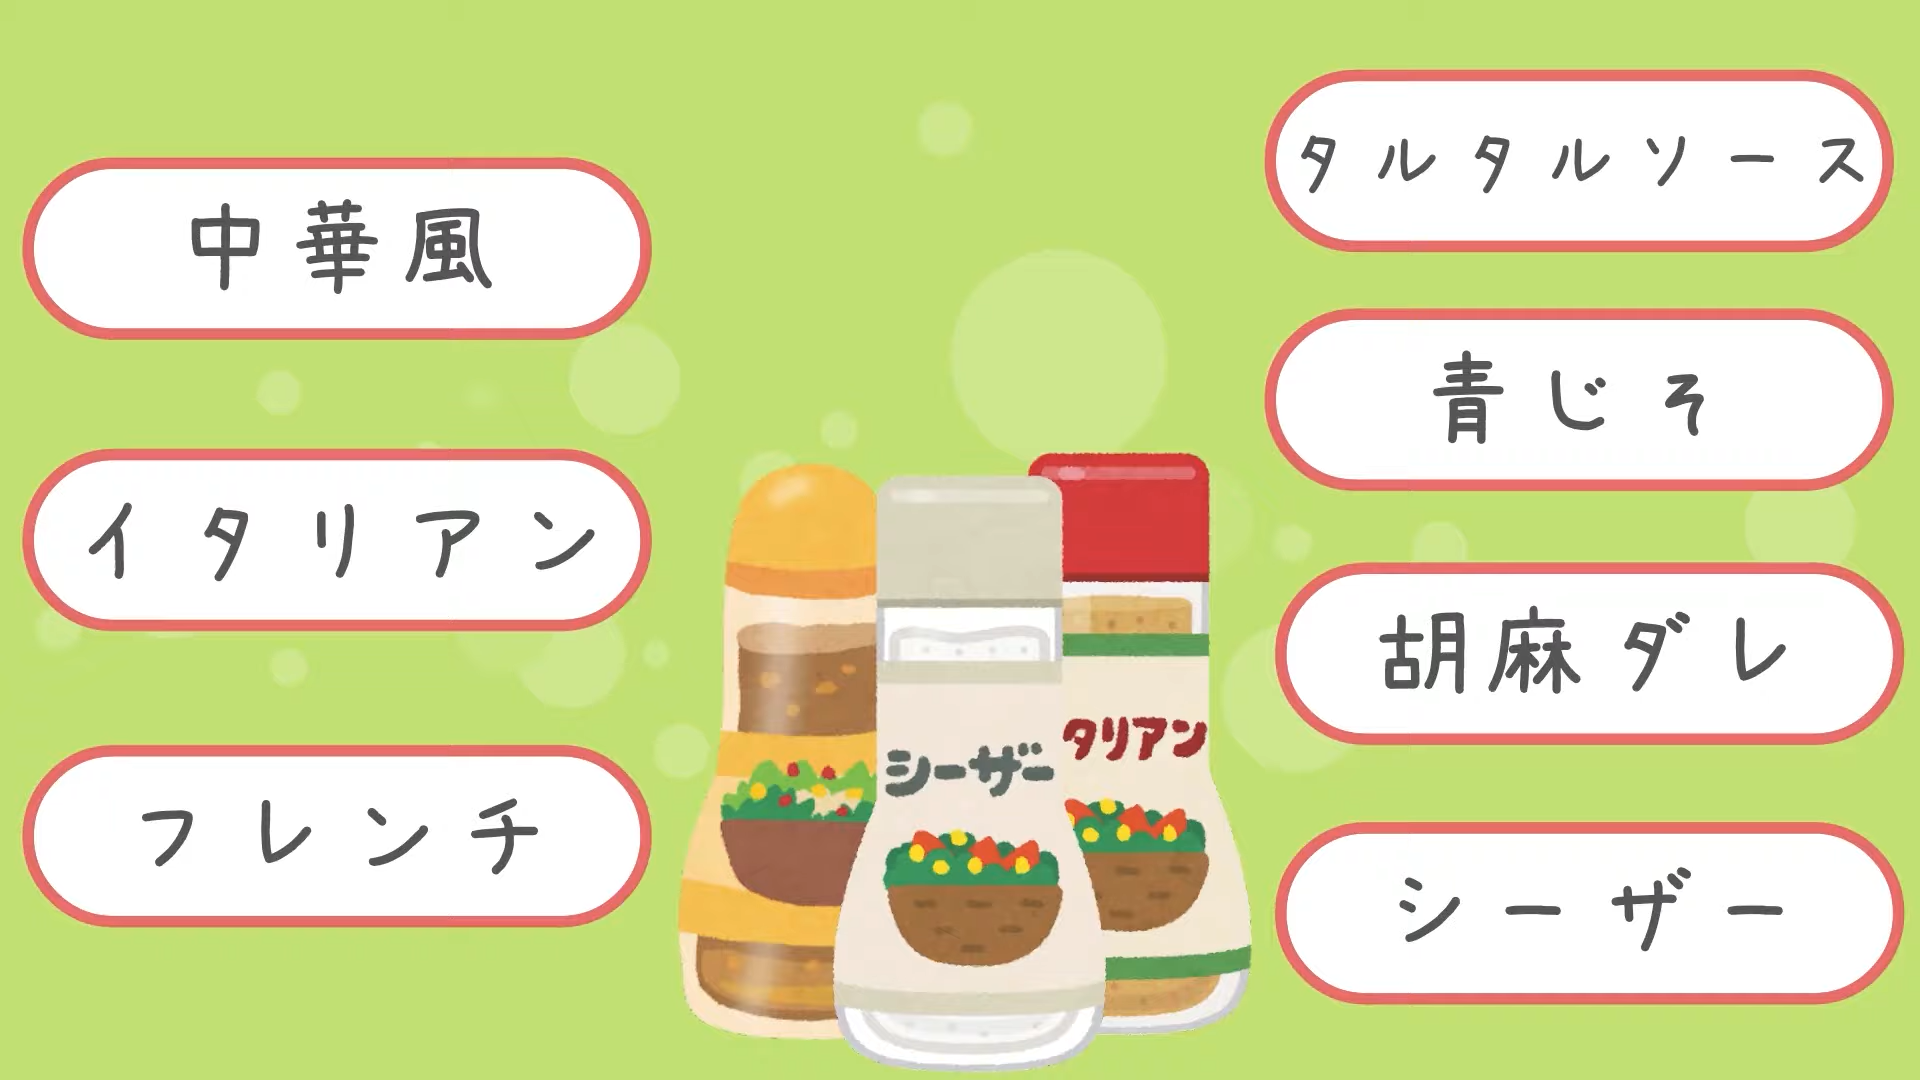 中華風
イタリアン
フレンチ
シーザー
タリアン
タルタルソース
青じそ
胡麻ダレ
シーザー